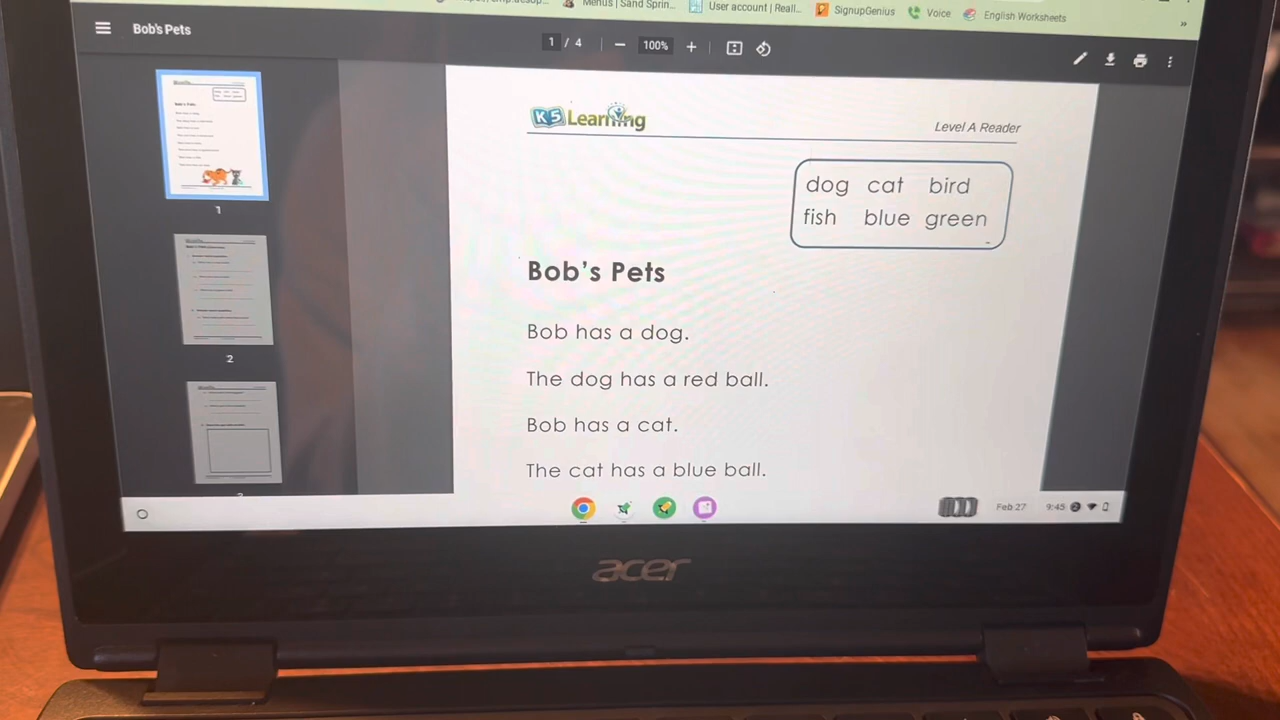 Menus | Sand Sprin...
User account | Reall...
SignupGenius
Voice
English Worksheets
»
Bob's Pets
1 / 4
100%
K5 Learning
Level A Reader
dog cat bird
fish blue green
Bob's Pets
Bob has a dog.
The dog has a red ball.
Bob has a cat.
The cat has a blue ball.
1
2
Feb 27
9:45
acer